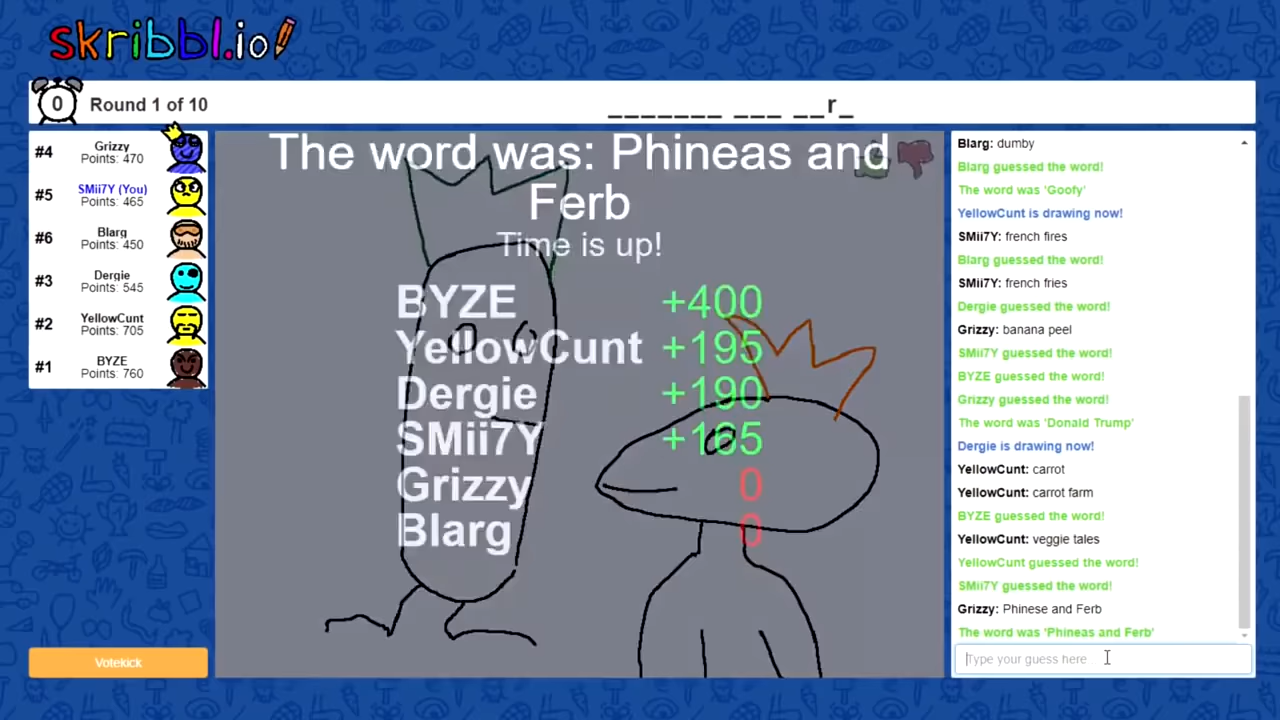 skribbl.io
0
Round 1 of 10
_______ ___ __r_
#4
Grizzy
Points: 470
#5
SMii7Y (You)
Points: 465
#6
Blarg
Points: 450
#3
Dergie
Points: 545
#2
YellowCunt
Points: 705
#1
BYZE
Points: 760
Votekick
The word was: Phineas and
Ferb
Time is up!
BYZE +400
YellowCunt +195
Dergie +190
SMii7Y +165
Grizzy 0
Blarg 0
Blarg: dumby
Blarg guessed the word!
The word was 'Goofy'
YellowCunt is drawing now!
SMii7Y: french fires
Blarg guessed the word!
SMii7Y: french fries
Dergie guessed the word!
Grizzy: banana peel
SMii7Y guessed the word!
BYZE guessed the word!
Grizzy guessed the word!
The word was 'Donald Trump'
Dergie is drawing now!
YellowCunt: carrot
YellowCunt: carrot farm
BYZE guessed the word!
YellowCunt: veggie tales
YellowCunt guessed the word!
SMii7Y guessed the word!
Grizzy: Phinese and Ferb
The word was 'Phineas and Ferb'
Type your guess here...